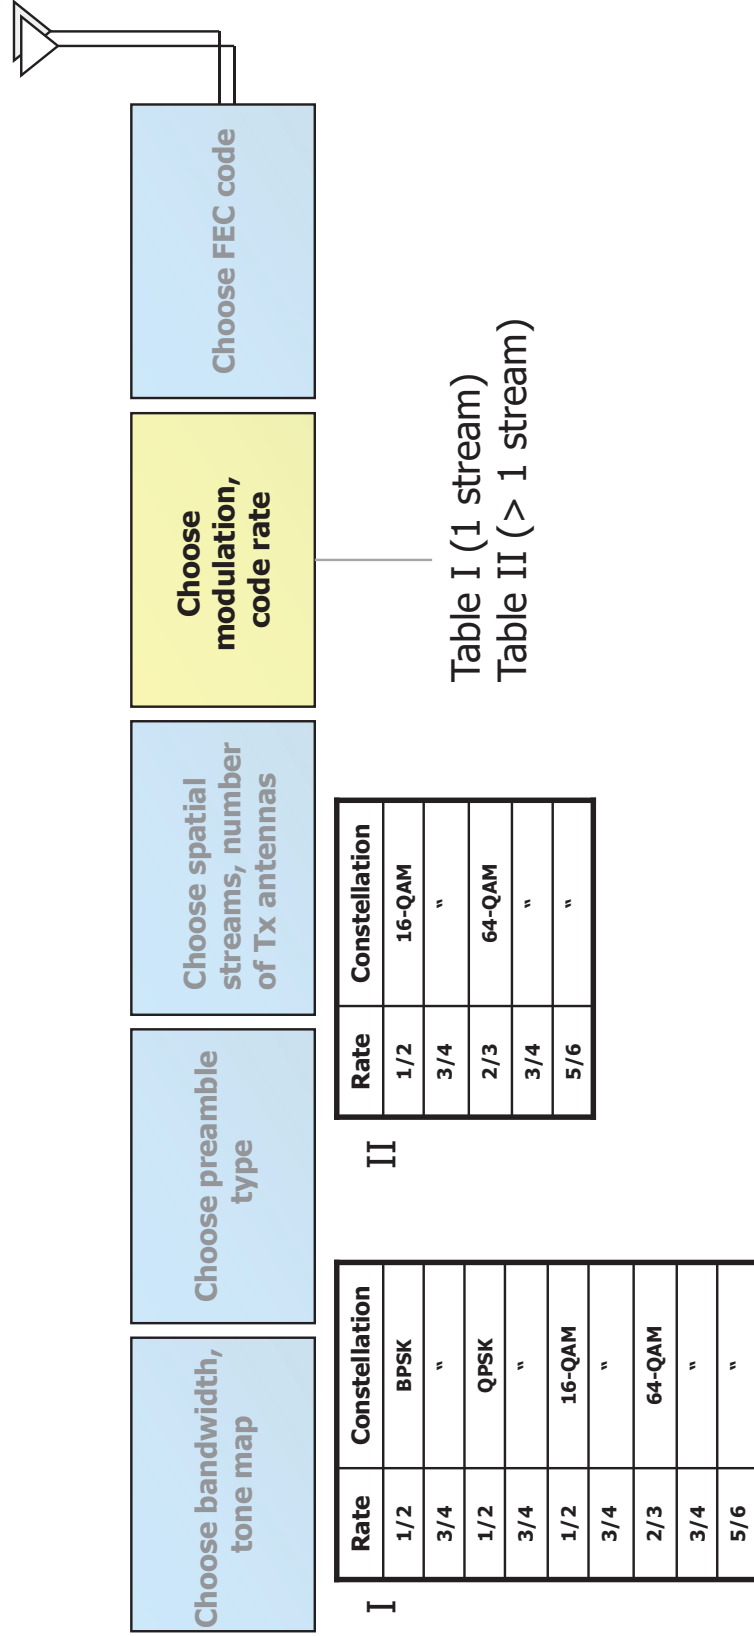 Choose bandwidth,
tone map
Choose preamble
type
Choose spatial
streams, number
of Tx antennas
Choose
modulation,
code rate
Choose FEC code
Table I (1 stream)
Table II (> 1 stream)
I
Rate Constellation
1/2 BPSK
3/4 "
1/2 QPSK
3/4 "
1/2 16-QAM
3/4 "
2/3 64-QAM
3/4 "
5/6 "
II
Rate Constellation
1/2 16-QAM
3/4 "
2/3 64-QAM
3/4 "
5/6 "